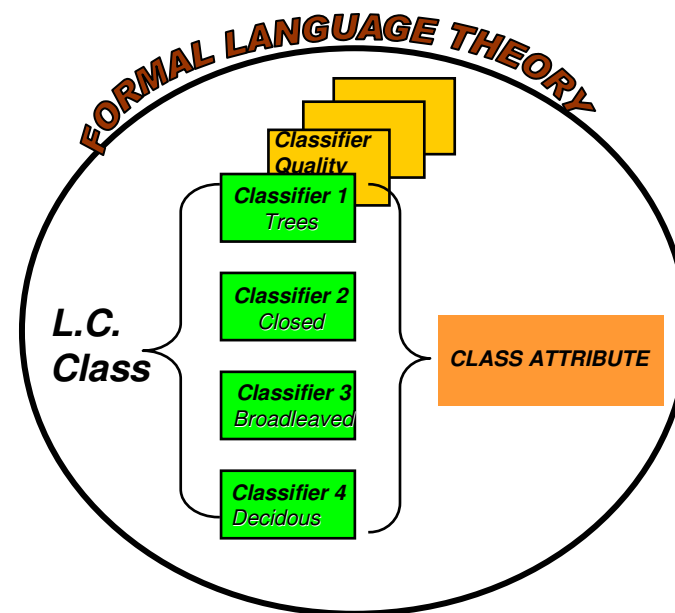 FORMAL LANGUAGE THEORY
Classifier
Quality
Classifier 1
Trees
Classifier 2
Closed
Classifier 3
Broadleaved
Classifier 4
Decidous
L.C.
Class
CLASS ATTRIBUTE